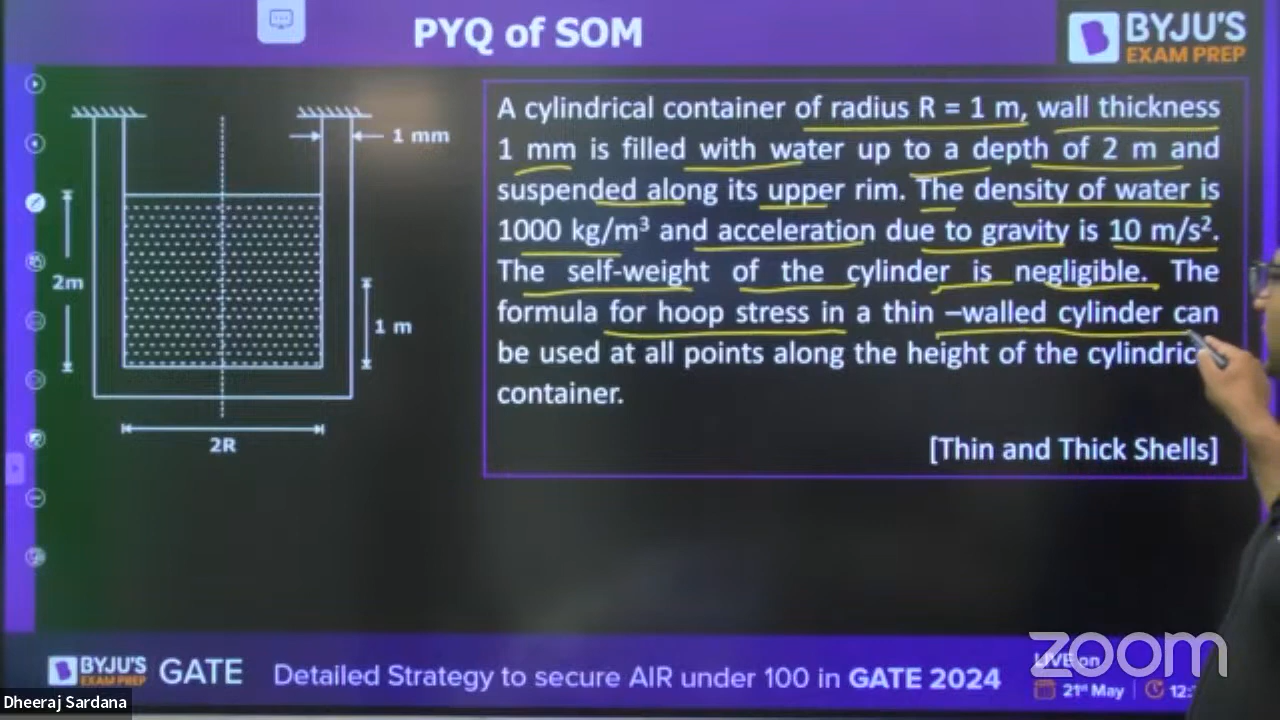 PYQ of SOM
BYJU'S
EXAM PREP
1 mm
2m
1 m
2R
A cylindrical container of radius R = 1 m, wall thickness
1 mm is filled with water up to a depth of 2 m and
suspended along its upper rim. The density of water is
1000 kg/m³ and acceleration due to gravity is 10 m/s².
The self-weight of the cylinder is negligible. The
formula for hoop stress in a thin –walled cylinder can
be used at all points along the height of the
container.
[Thin and Thick Shells]
BYJU'S
EXAM PREP
GATE
Detailed Strategy to secure AIR under 100 in GATE 2024
LIVE on
21st May
zoom
Dheeraj Sardana